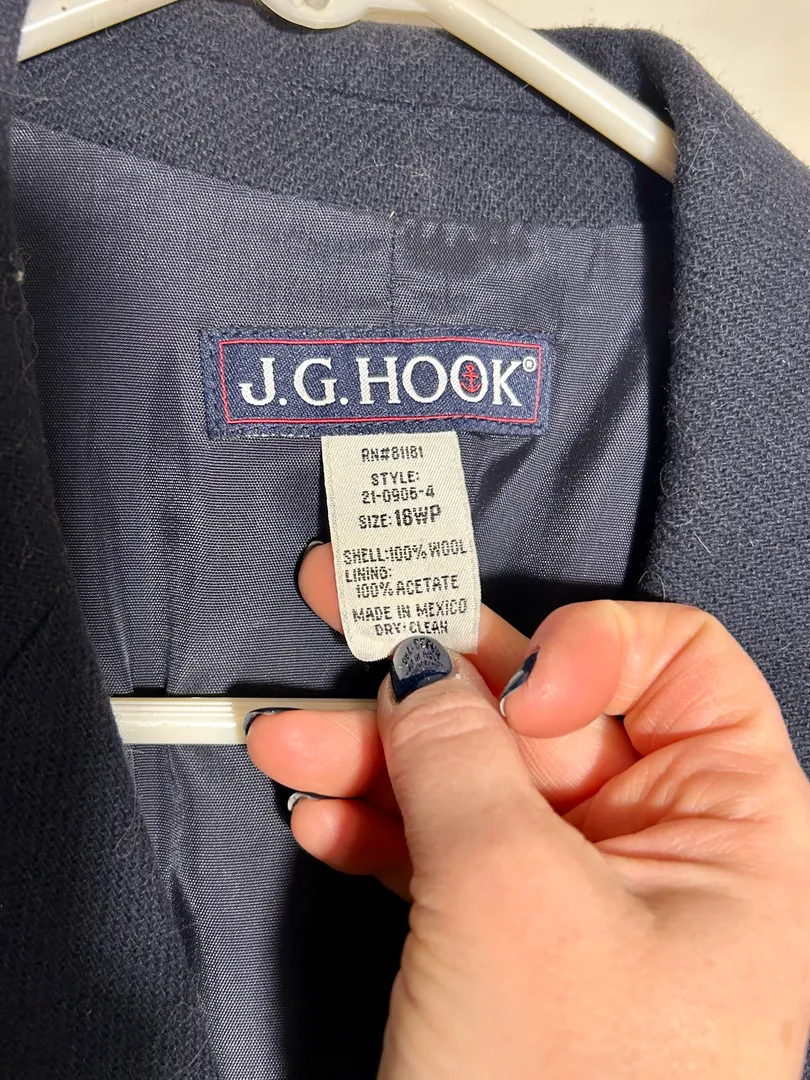 J.G. HOOK®
RN#81181
STYLE:
21-0906-4
SIZE: 18WP
SHELL:100% WOOL
LINING:
100% ACETATE
MADE IN MEXICO
DRY CLEAN